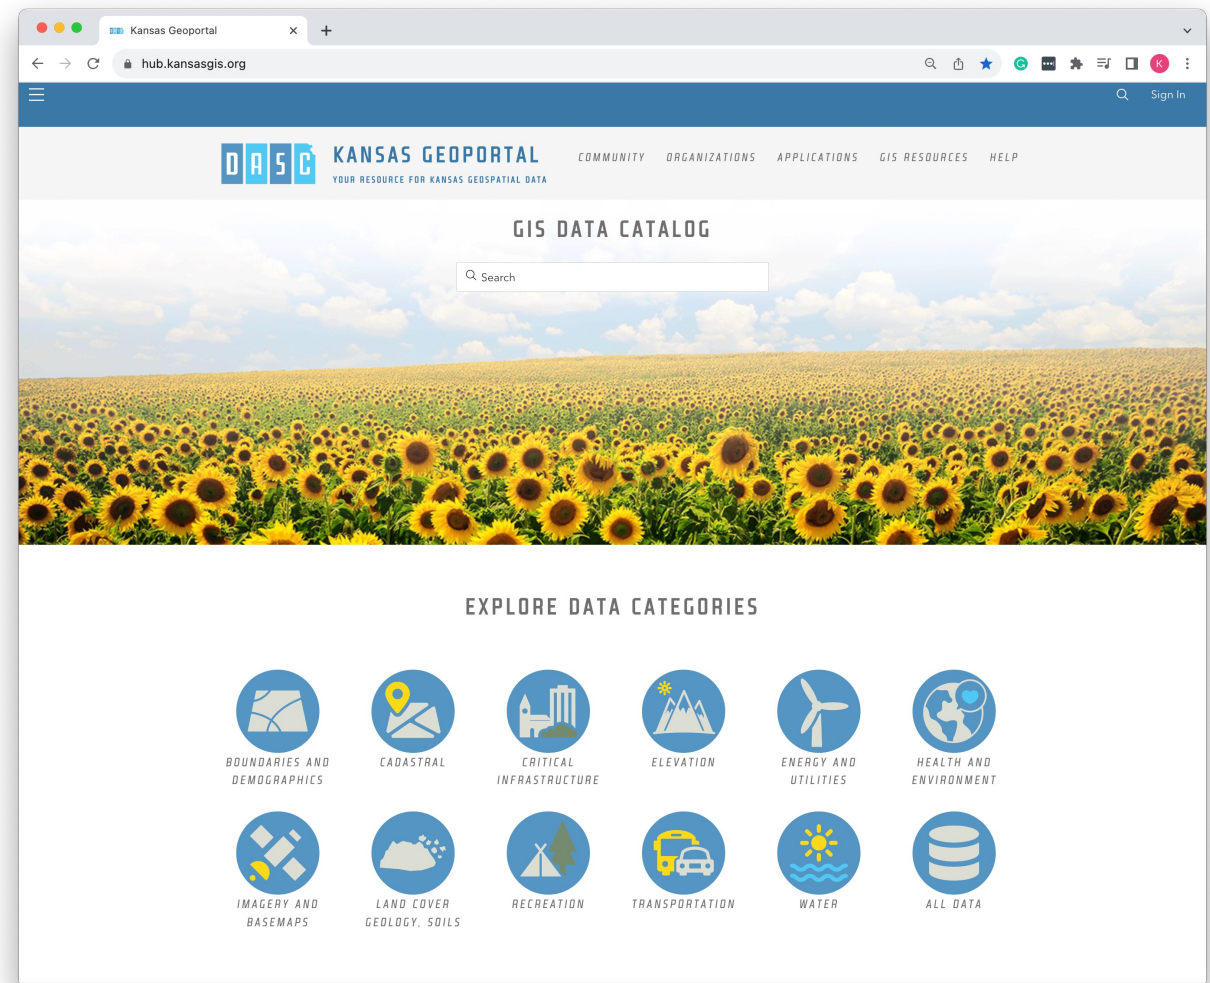 Kansas Geoportal
hub.kansasgis.org
K
Sign In
DASC
KANSAS GEOPORTAL
YOUR RESOURCE FOR KANSAS GEOSPATIAL DATA
COMMUNITY ORGANIZATIONS APPLICATIONS GIS RESOURCES HELP
GIS DATA CATALOG
Search
EXPLORE DATA CATEGORIES
BOUNDARIES AND
DEMOGRAPHICS
CADASTRAL
CRITICAL
INFRASTRUCTURE
ELEVATION
ENERGY AND
UTILITIES
HEALTH AND
ENVIRONMENT
IMAGERY AND
BASEMAPS
LAND COVER
GEOLOGY, SOILS
RECREATION
TRANSPORTATION
WATER
ALL DATA